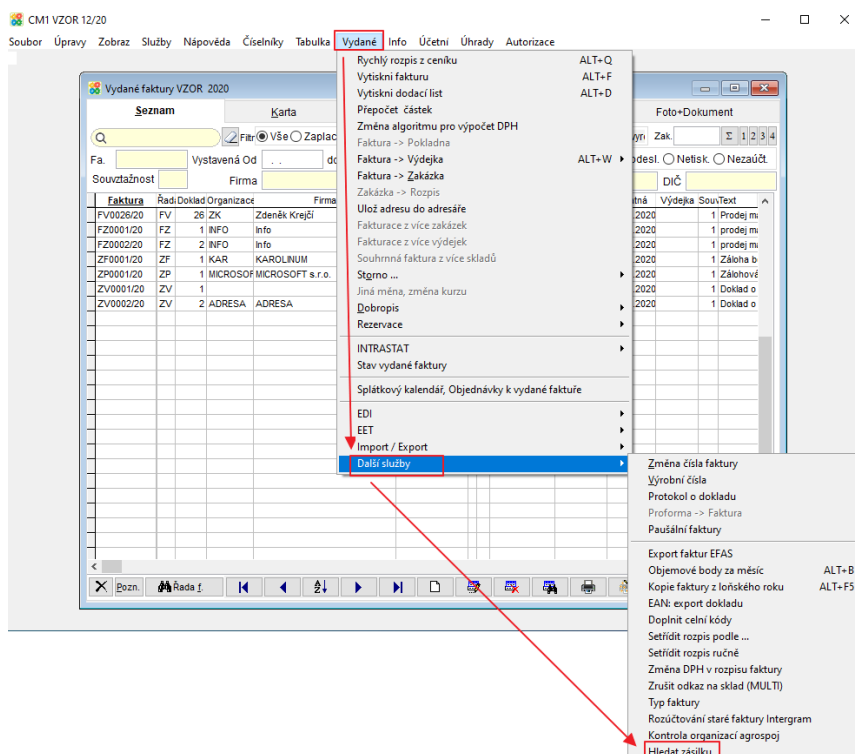 CM1 VZOR 12/20
Soubor Úpravy Zobraz Služby Nápověda Číselníky Tabulka Vydané Info Účetní Úhrady Autorizace
Vydané faktury VZOR 2020
Seznam Karta Foto+Dokument
Filtr Vše Zaplac Zak. Σ 1 2 3 4
Fa. Vystavená Od . . do odesl. Netisk. Nezaúčt.
Souvztažnost Firma DIČ
Faktura Řada Doklad Organizace Firma Výdejka Souv Text
FV0026/20 FV 26 ZK Zdeněk Krejčí 2020 1 Prodej
FZ0001/20 FZ 1 INFO Info 2020 1 prodej
FZ0002/20 FZ 2 INFO Info 2020 1 prodej
ZF0001/20 ZF 1 KAR KAROLINUM 2020 1 Záloha b
ZP0001/20 ZP 1 MICROSOF MICROSOFT s.r.o. 2020 1 Zálohová
ZV0001/20 ZV 1 2020 1 Doklad o
ZV0002/20 ZV 2 ADRESA ADRESA 2020 1 Doklad o
Pozn. Řada f.
Rychlý rozpis z ceníku ALT+Q
Vytiskni fakturu ALT+F
Vytiskni dodací list ALT+D
Přepočet částek
Změna algoritmu pro výpočet DPH
Faktura -> Pokladna
Faktura -> Výdejka ALT+W
Faktura -> Zakázka
Zakázka -> Rozpis
Ulož adresu do adresáře
Fakturace z více zakázek
Fakturace z více výdejek
Souhrnná faktura z více skladů
Storno ...
Jiná měna, změna kurzu
Dobropis
Rezervace
INTRASTAT
Stav vydané faktury
Splátkový kalendář, Objednávky k vydané faktuře
EDI
EET
Import / Export
Další služby
Změna čísla faktury
Výrobní čísla
Protokol o dokladu
Proforma -> Faktura
Paušální faktury
Export faktur EFAS
Objemové body za měsíc ALT+B
Kopie faktury z loňského roku ALT+F5
EAN: export dokladu
Doplnit celní kódy
Setřídit rozpis podle ...
Setřídit rozpis ručně
Změna DPH v rozpisu faktury
Zrušit odkaz na sklad (MULTI)
Typ faktury
Rozúčtování staré faktury Intergram
Kontrola organizací agrospoj
Hledat zásilku